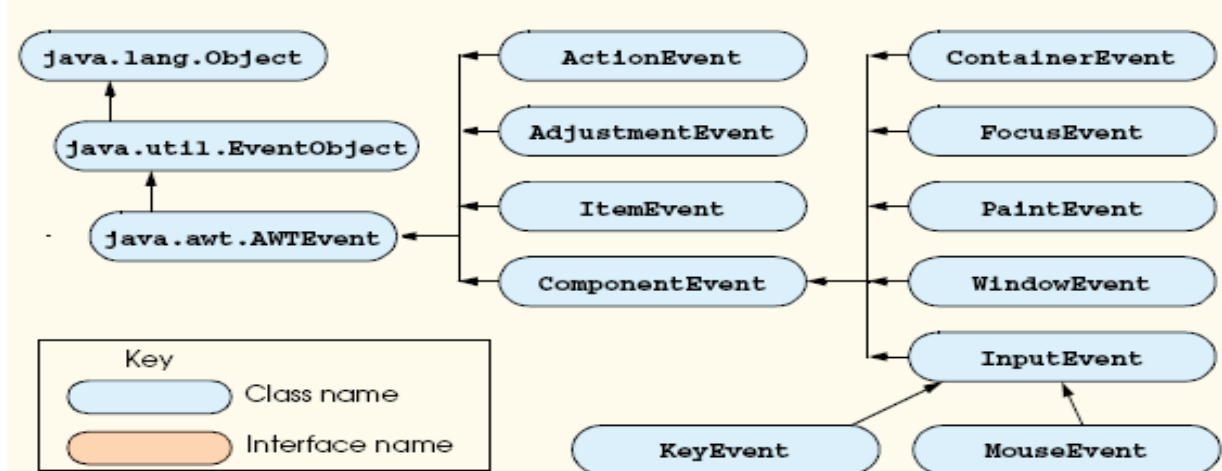 java.lang.Object
java.util.EventObject
java.awt.AWTEvent
ActionEvent
AdjustmentEvent
ItemEvent
ComponentEvent
ContainerEvent
FocusEvent
PaintEvent
WindowEvent
InputEvent
KeyEvent
MouseEvent
Key
Class name
Interface name